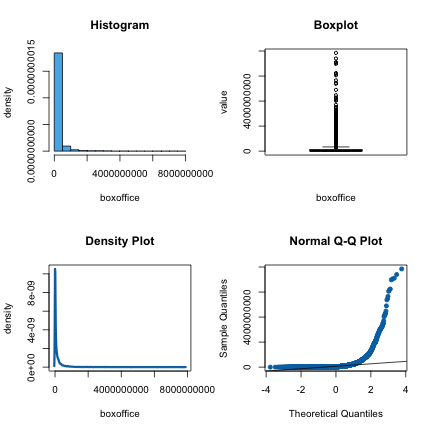 Histogram
density
0.0000000000 0.0000000015
0 4000000000 8000000000
boxoffice
Boxplot
value
0 4000000000
boxoffice
Density Plot
density
0e+00 4e-09 8e-09
0 4000000000 8000000000
boxoffice
Normal Q-Q Plot
Sample Quantiles
0 4000000000
-4 -2 0 2 4
Theoretical Quantiles